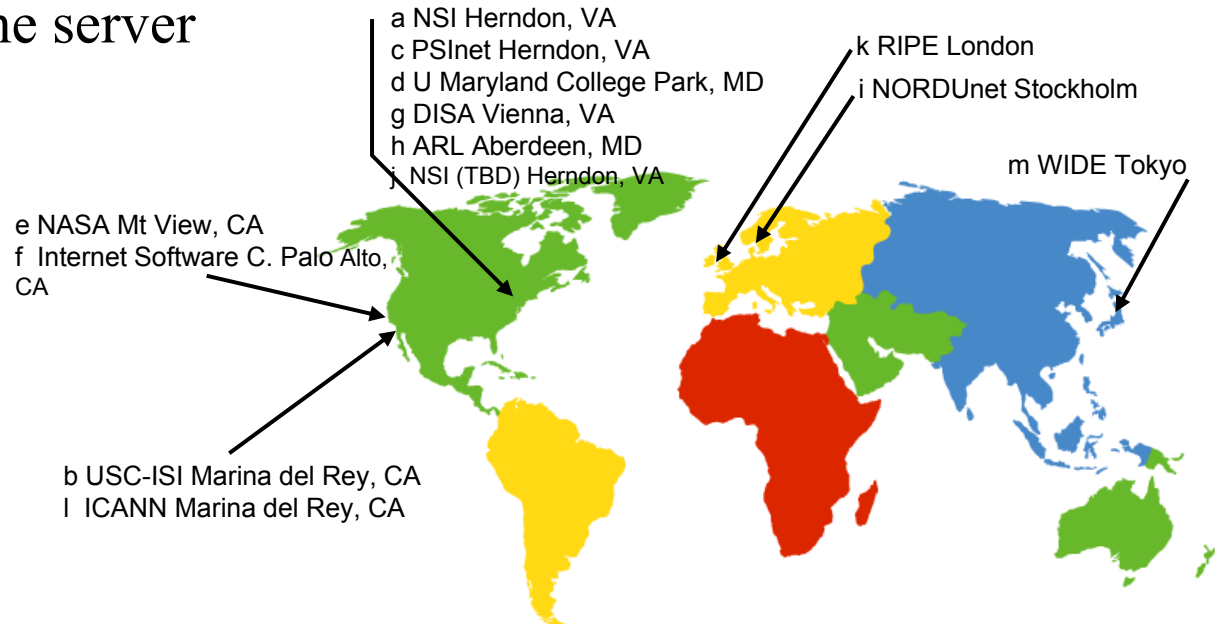 ne server
a NSI Herndon, VA
c PSInet Herndon, VA
d U Maryland College Park, MD
g DISA Vienna, VA
h ARL Aberdeen, MD
j NSI (TBD) Herndon, VA
k RIPE London
i NORDUnet Stockholm
m WIDE Tokyo
e NASA Mt View, CA
f Internet Software C. Palo Alto,
CA
b USC-ISI Marina del Rey, CA
l ICANN Marina del Rey, CA